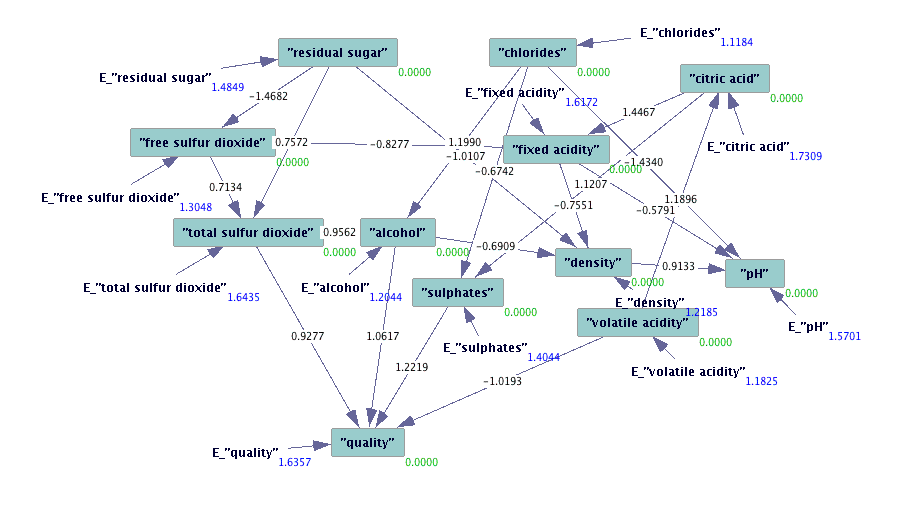 E_"chlorides"
1.1184
"residual sugar"
0.0000
"chlorides"
0.0000
E_"residual sugar"
1.4849
"citric acid"
0.0000
E_"fixed acidity"
1.6172
−1.4682
1.4467
"free sulfur dioxide"
0.0000
0.7572
−0.8277
1.1990
−1.0107
−0.6742
"fixed acidity"
0.0000
−1.4340
E_"citric acid"
1.7309
E_"free sulfur dioxide"
1.3048
0.7134
1.1207
−0.7551
1.1896
−0.5791
"total sulfur dioxide"
0.0000
0.9562
"alcohol"
0.0000
−0.6909
"density"
0.0000
0.9133
"pH"
0.0000
E_"total sulfur dioxide"
1.6435
E_"alcohol"
1.2044
"sulphates"
0.0000
E_"density"
1.2185
"volatile acidity"
0.0000
E_"pH"
1.5701
0.9277
1.0617
E_"sulphates"
1.4044
1.2219
−1.0193
E_"volatile acidity"
1.1825
"quality"
0.0000
E_"quality"
1.6357